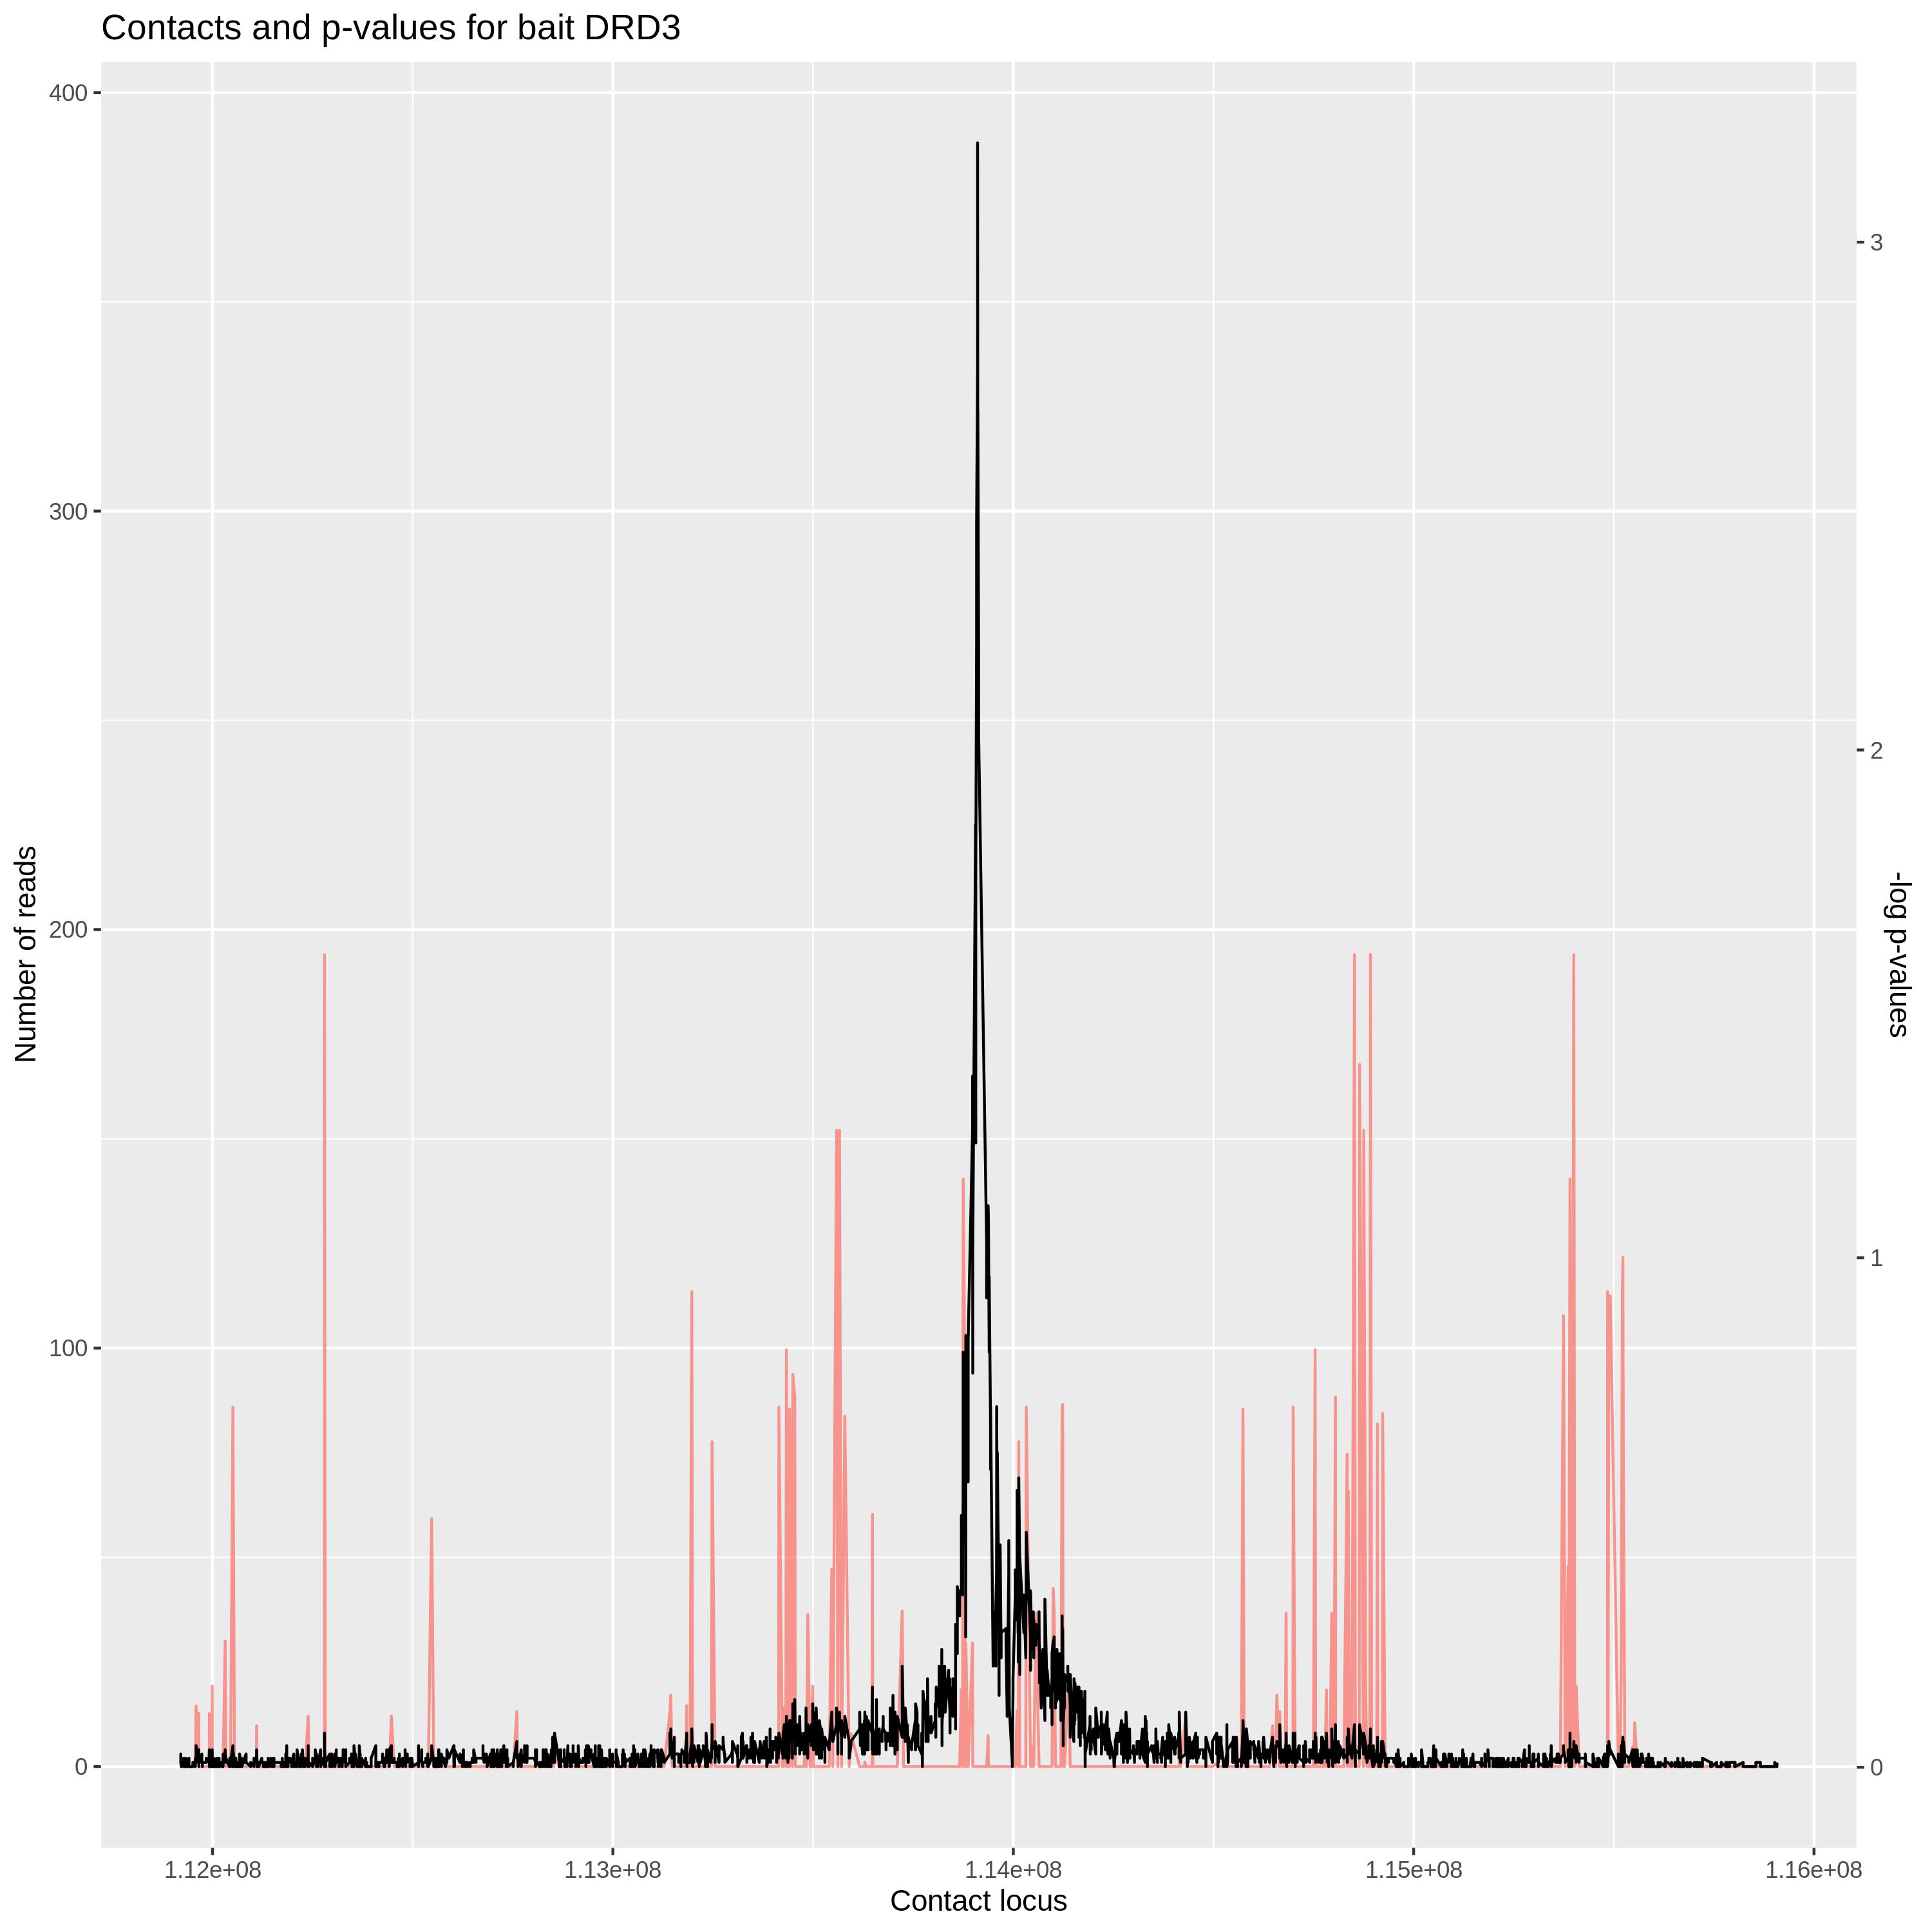 Contacts and p-values for bait DRD3
400
300
200
100
0
Number of reads
3
2
1
0
-log p-values
1.12e+08
1.13e+08
1.14e+08
1.15e+08
1.16e+08
Contact locus